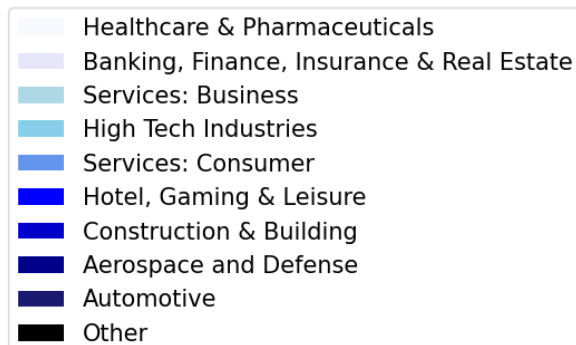 Healthcare & Pharmaceuticals
Banking, Finance, Insurance & Real Estate
Services: Business
High Tech Industries
Services: Consumer
Hotel, Gaming & Leisure
Construction & Building
Aerospace and Defense
Automotive
Other